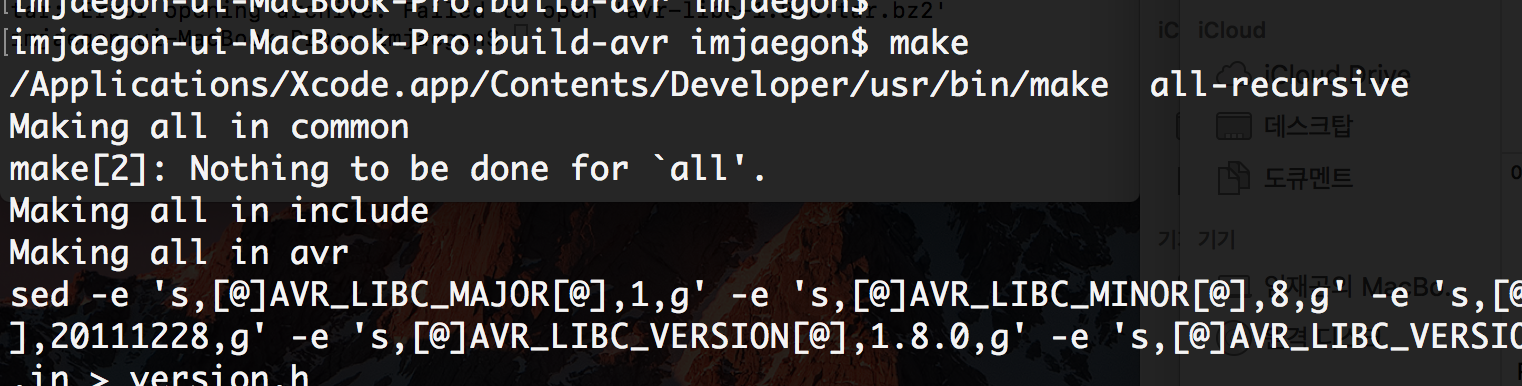 imjaegon-ui-MacBook-Pro:build-avr imjaegon$
imjaegon-ui-MacBook-Pro:build-avr imjaegon$ make
/Applications/Xcode.app/Contents/Developer/usr/bin/make  all-recursive
Making all in common
make[2]: Nothing to be done for `all'.
Making all in include
Making all in avr
sed -e 's,[@]AVR_LIBC_MAJOR[@],1,g' -e 's,[@]AVR_LIBC_MINOR[@],8,g' -e 's,[@
],20111228,g' -e 's,[@]AVR_LIBC_VERSION[@],1.8.0,g' -e 's,[@]AVR_LIBC_VERSIO
.in > version.h
iCloud
iCloud Drive
데스크탑
도큐멘트
기기